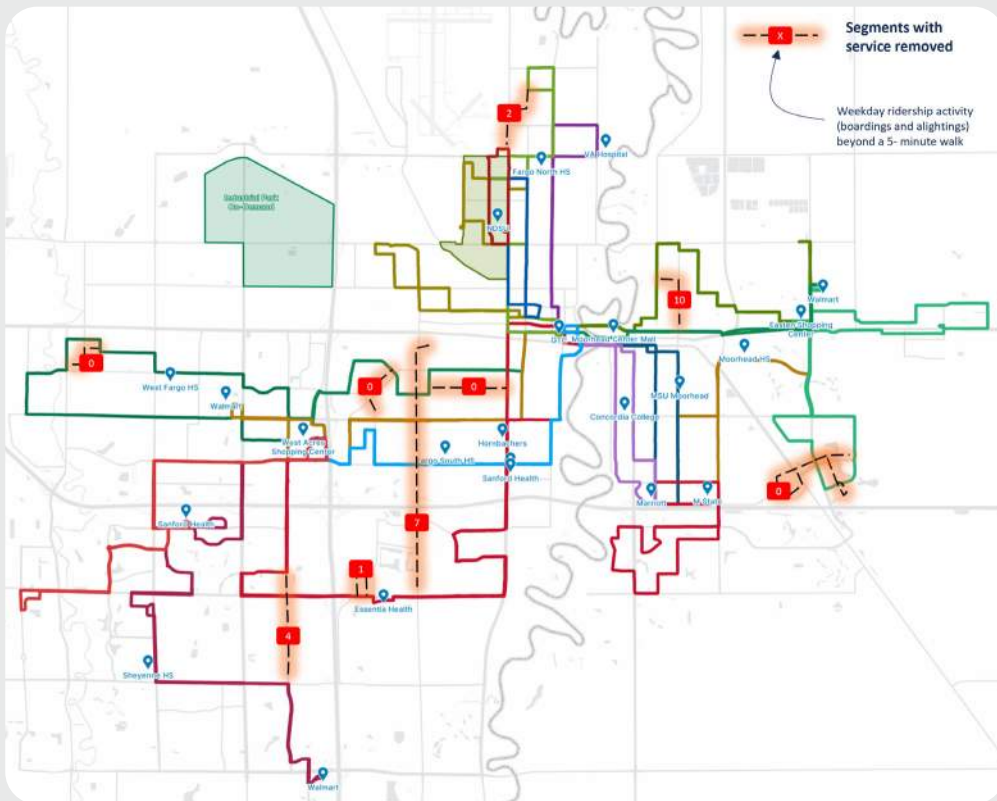 X
Segments with
service removed
Weekday ridership activity
(boardings and alightings)
beyond a 5- minute walk
2
VA Hospital
Fargo North HS
Industrial Park
On-Demand
NDSU
10
Walmart
Easten Shopping
Center
GTC
Moorhead Center Mall
Moorhead HS
0
West Fargo HS
0
0
MSU Moorhead
Walmart
Concordia College
West Acres
Shopping Center
Hornbachers
Fargo South HS
Sanford Health
Marriott
M State
0
Sanford Health
7
1
Essentia Health
4
Sheyenne HS
Walmart